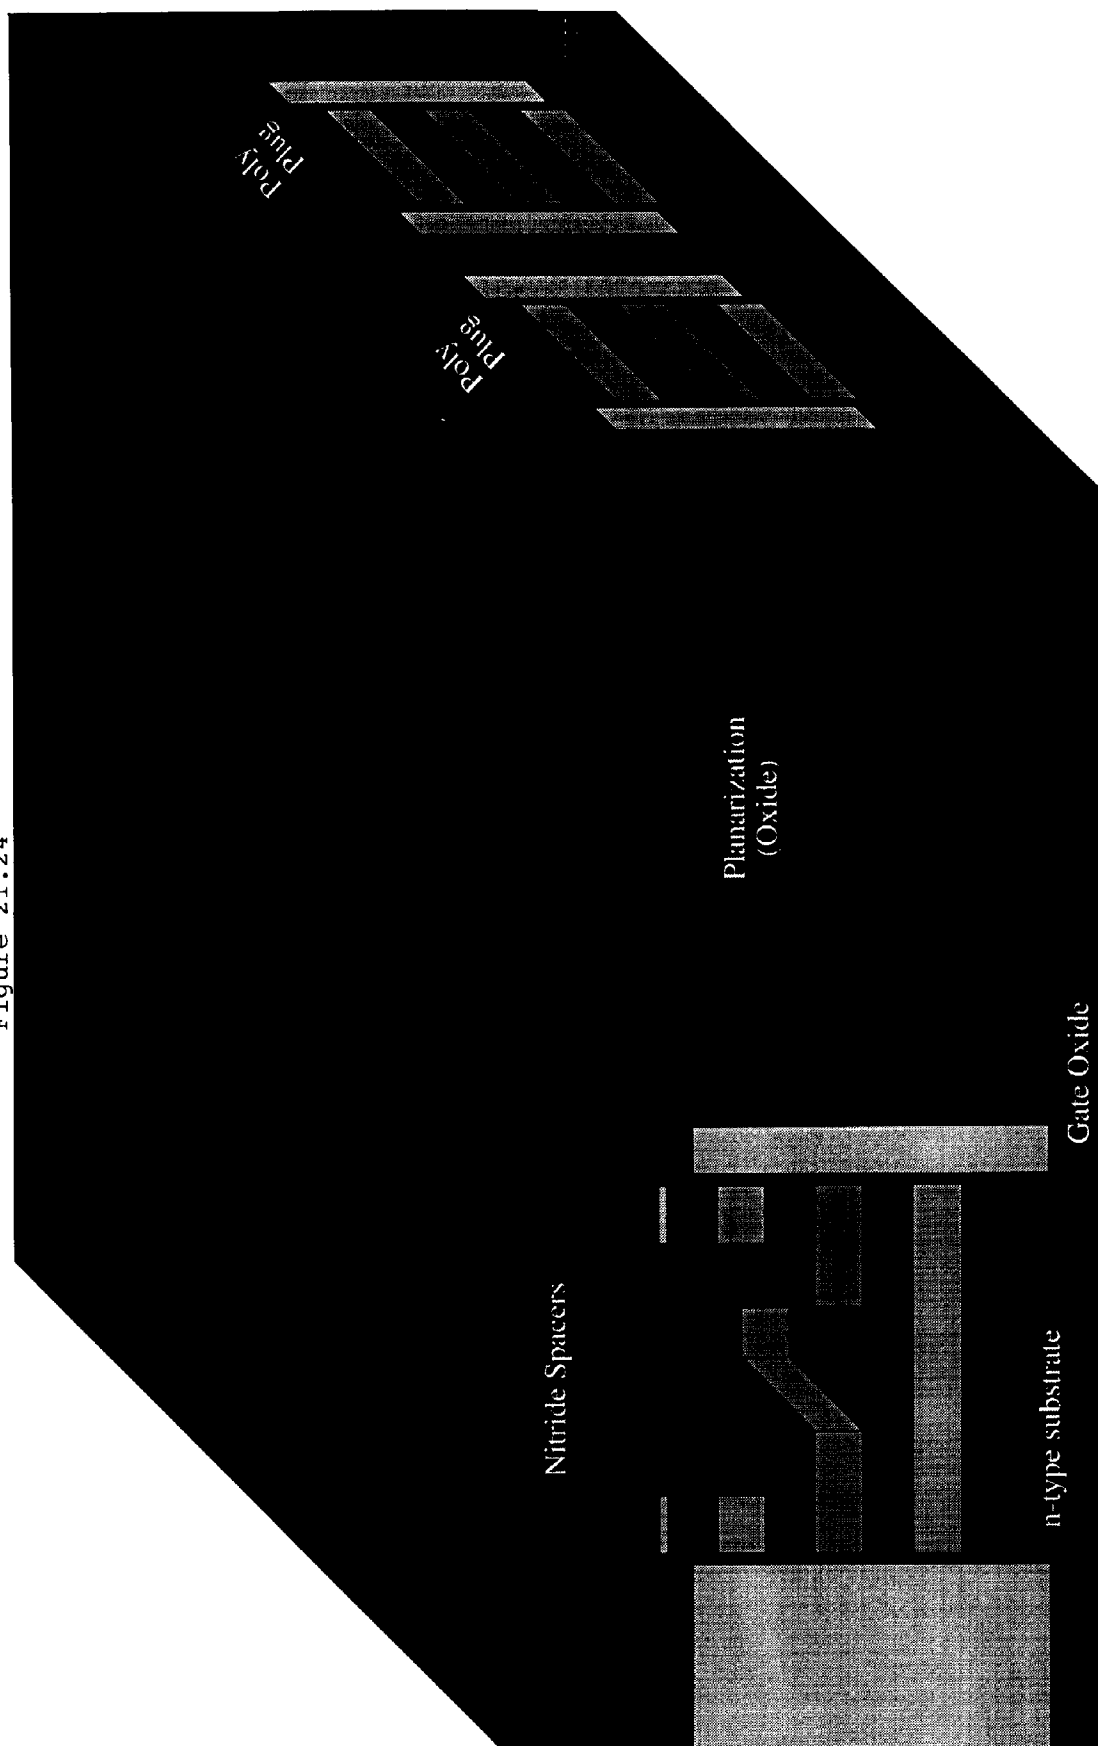 Figure 21.24
Poly
Plug
Poly
Plug
Nitride Spacers
Planarization
(Oxide)
n-type substrate
Gate Oxide